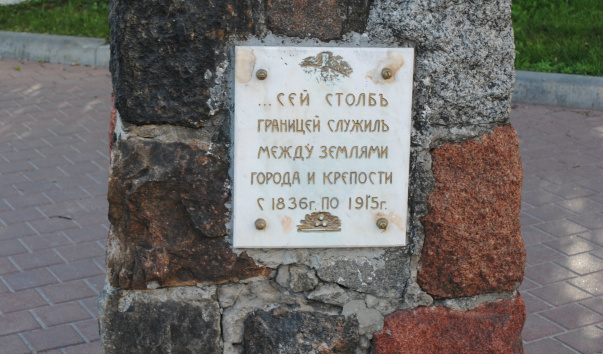 ...СЕЙ СТОЛБЪ
ГРАНИЦЕЙ СЛУЖИЛЪ
МЕЖДУ ЗЕМЛЯМИ
ГОРОДА И КРЕПОСТИ
С 1836г. ПО 1915г.